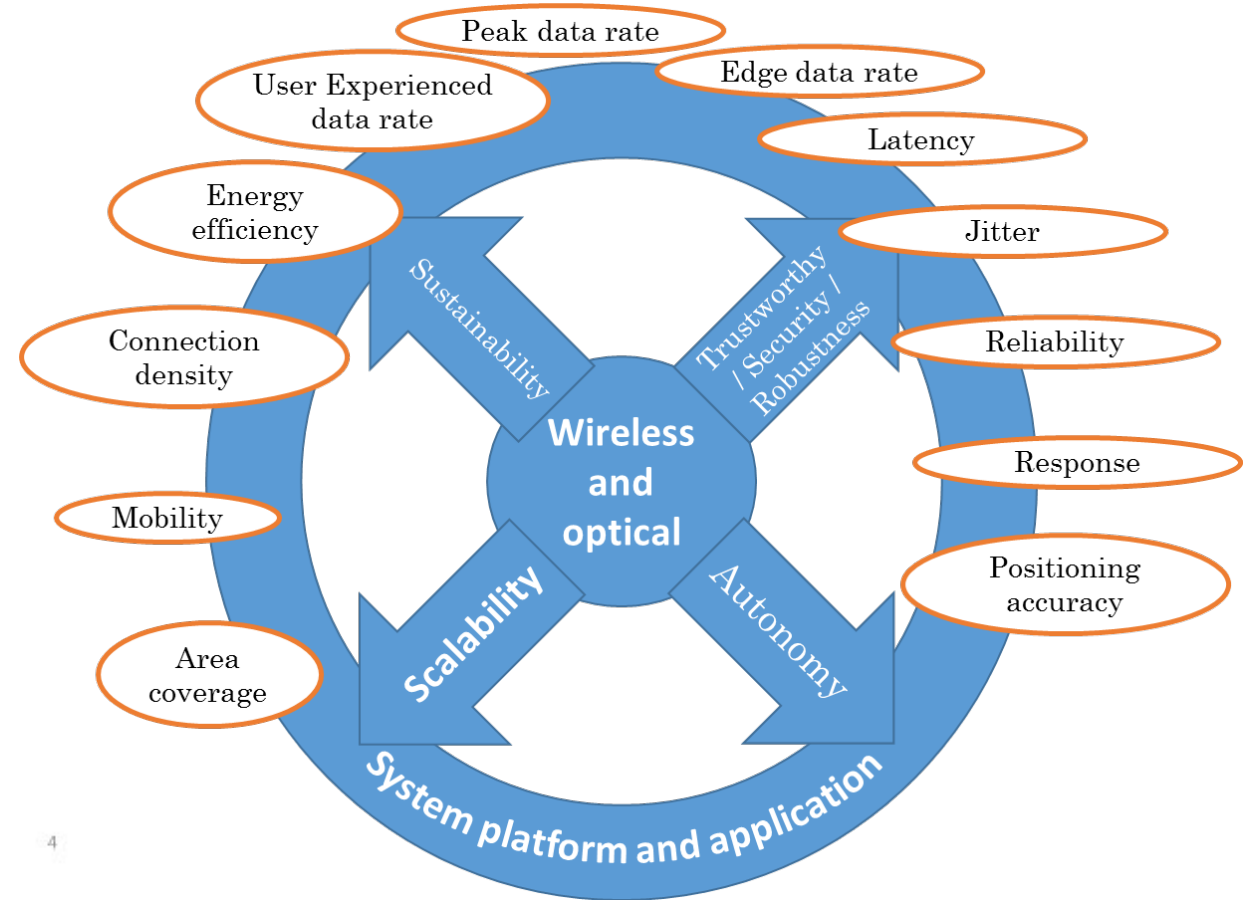 Peak data rate
Edge data rate
User Experienced
data rate
Latency
Energy
efficiency
Jitter
Sustainability
Trustworthy
/ Security /
Robustness
Connection
density
Reliability
Wireless
and
optical
Response
Mobility
Positioning
accuracy
Scalability
Autonomy
Area
coverage
System platform and application
4